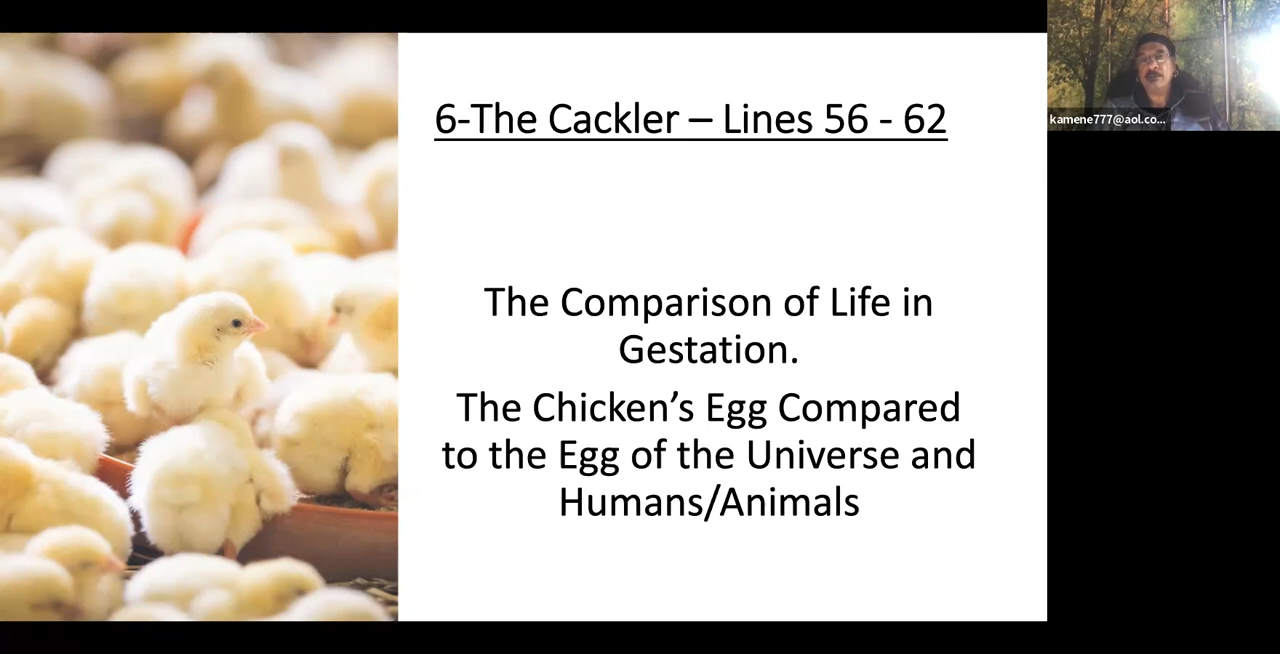 6-The Cackler – Lines 56 - 62
kamene777@aol.co...
The Comparison of Life in
Gestation.
The Chicken’s Egg Compared
to the Egg of the Universe and
Humans/Animals